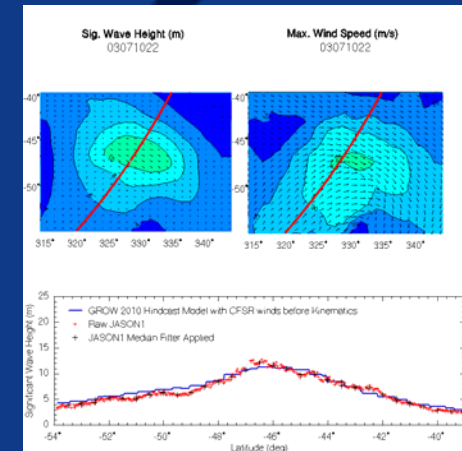 Sig. Wave Height (m)
03071022
Max. Wind Speed (m/s)
03071022
-40°
-45°
-50°
315° 320° 325° 330° 335° 340°
-40°
-45°
-50°
315° 320° 325° 330° 335° 340°
Significant Wave Height (m)
25
20
15
10
5
0
GROW 2010 Hindcast Model with CFSR winds before Kinematics
Raw JASON1
JASON1 Median Filter Applied
-54° -52° -50° -48° -46° -44° -42° -40°
Latitude (deg)